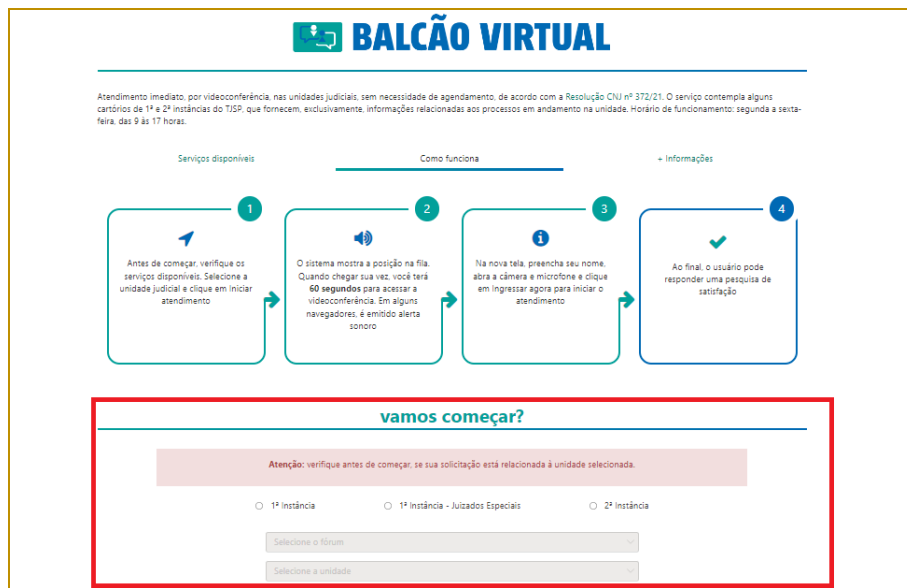 BALCÃO VIRTUAL
Atendimento imediato, por videoconferência, nas unidades judiciais, sem necessidade de agendamento, de acordo com a Resolução CNJ nº 372/21. O serviço contempla alguns
cartórios de 1ª e 2ª instâncias do TJSP, que fornecem, exclusivamente, informações relacionadas aos processos em andamento na unidade. Horário de funcionamento: segunda a sexta-
feira, das 9 às 17 horas.
Serviços disponíveis
Como funciona
+ Informações
1
Antes de começar, verifique os
serviços disponíveis. Selecione a
unidade judicial e clique em Iniciar
atendimento
2
O sistema mostra a posição na fila.
Quando chegar sua vez, você terá
60 segundos para acessar a
videoconferência. Em alguns
navegadores, é emitido alerta
sonoro
3
Na nova tela, preencha seu nome,
abra a câmera e microfone e clique
em Ingressar agora para iniciar o
atendimento
4
Ao final, o usuário pode
responder uma pesquisa de
satisfação
vamos começar?
Atenção: verifique antes de começar, se sua solicitação está relacionada à unidade selecionada.
1ª Instância
1ª Instância - Juizados Especiais
2ª Instância
Selecione o fórum
Selecione a unidade